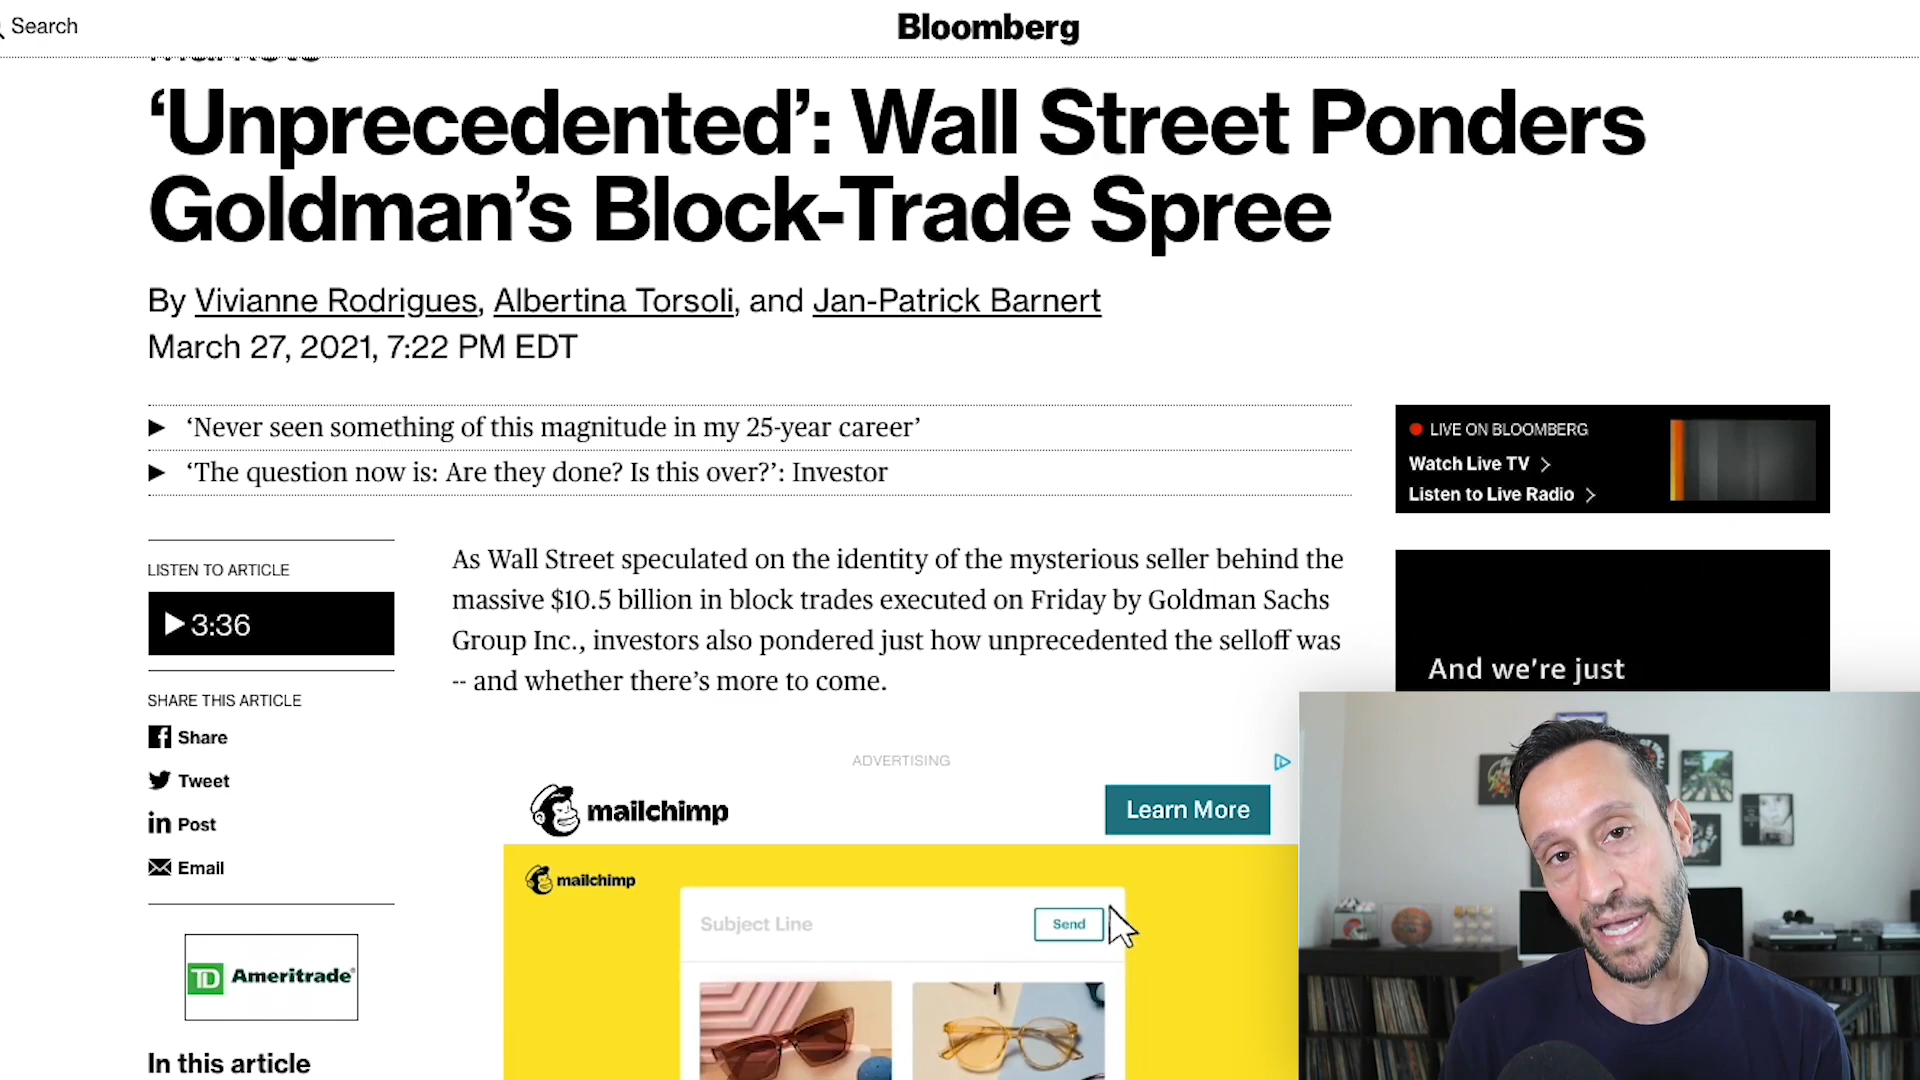 Search
Bloomberg
‘Unprecedented’: Wall Street Ponders
Goldman’s Block-Trade Spree
By Vivianne Rodrigues, Albertina Torsoli, and Jan-Patrick Barnert
March 27, 2021, 7:22 PM EDT
‘Never seen something of this magnitude in my 25-year career’
‘The question now is: Are they done? Is this over?’: Investor
LIVE ON BLOOMBERG
Watch Live TV
Listen to Live Radio
LISTEN TO ARTICLE
3:36
SHARE THIS ARTICLE
Share
Tweet
in Post
Email
TD Ameritrade®
In this article
As Wall Street speculated on the identity of the mysterious seller behind the
massive $10.5 billion in block trades executed on Friday by Goldman Sachs
Group Inc., investors also pondered just how unprecedented the selloff was
-- and whether there’s more to come.
ADVERTISING
mailchimp
Learn More
mailchimp
Subject Line
Send
And we’re just